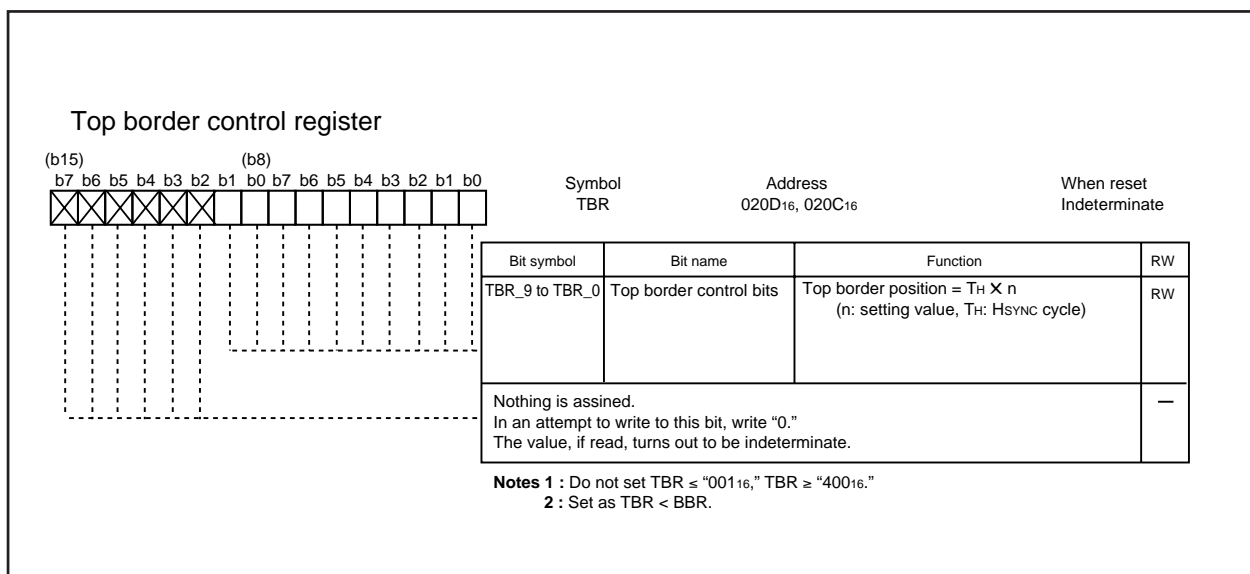 Top border control register
(b15) (b8)
b7 b6 b5 b4 b3 b2 b1 b0 b7 b6 b5 b4 b3 b2 b1 b0
Symbol Address When reset
TBR 020D16, 020C16 Indeterminate
Bit symbol Bit name Function RW
TBR_9 to TBR_0 Top border control bits Top border position = TH X n RW
(n: setting value, TH: HSYNC cycle)
Nothing is assined. —
In an attempt to write to this bit, write “0.”
The value, if read, turns out to be indeterminate.
Notes 1 : Do not set TBR ≤ “00116,” TBR ≥ “40016.”
2 : Set as TBR < BBR.